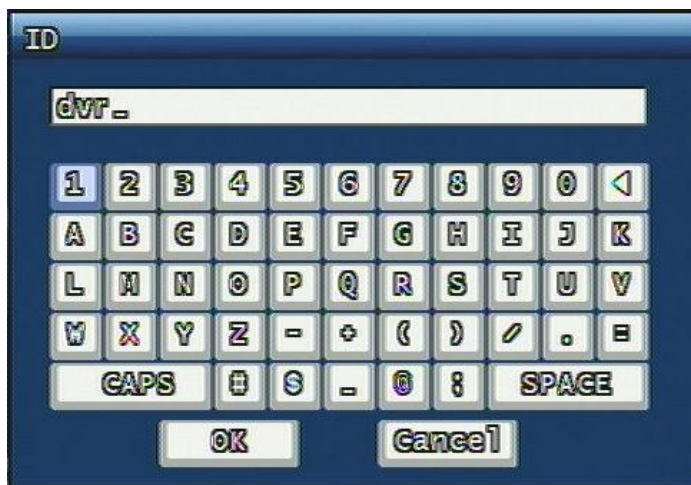 ID
dvr_
1 2 3 4 5 6 7 8 9 0 ◁
A B C D E F G H I J K
L M N O P Q R S T U V
W X Y Z - + ( ) / . =
CAPS # $ _ @ : SPACE
OK Cancel